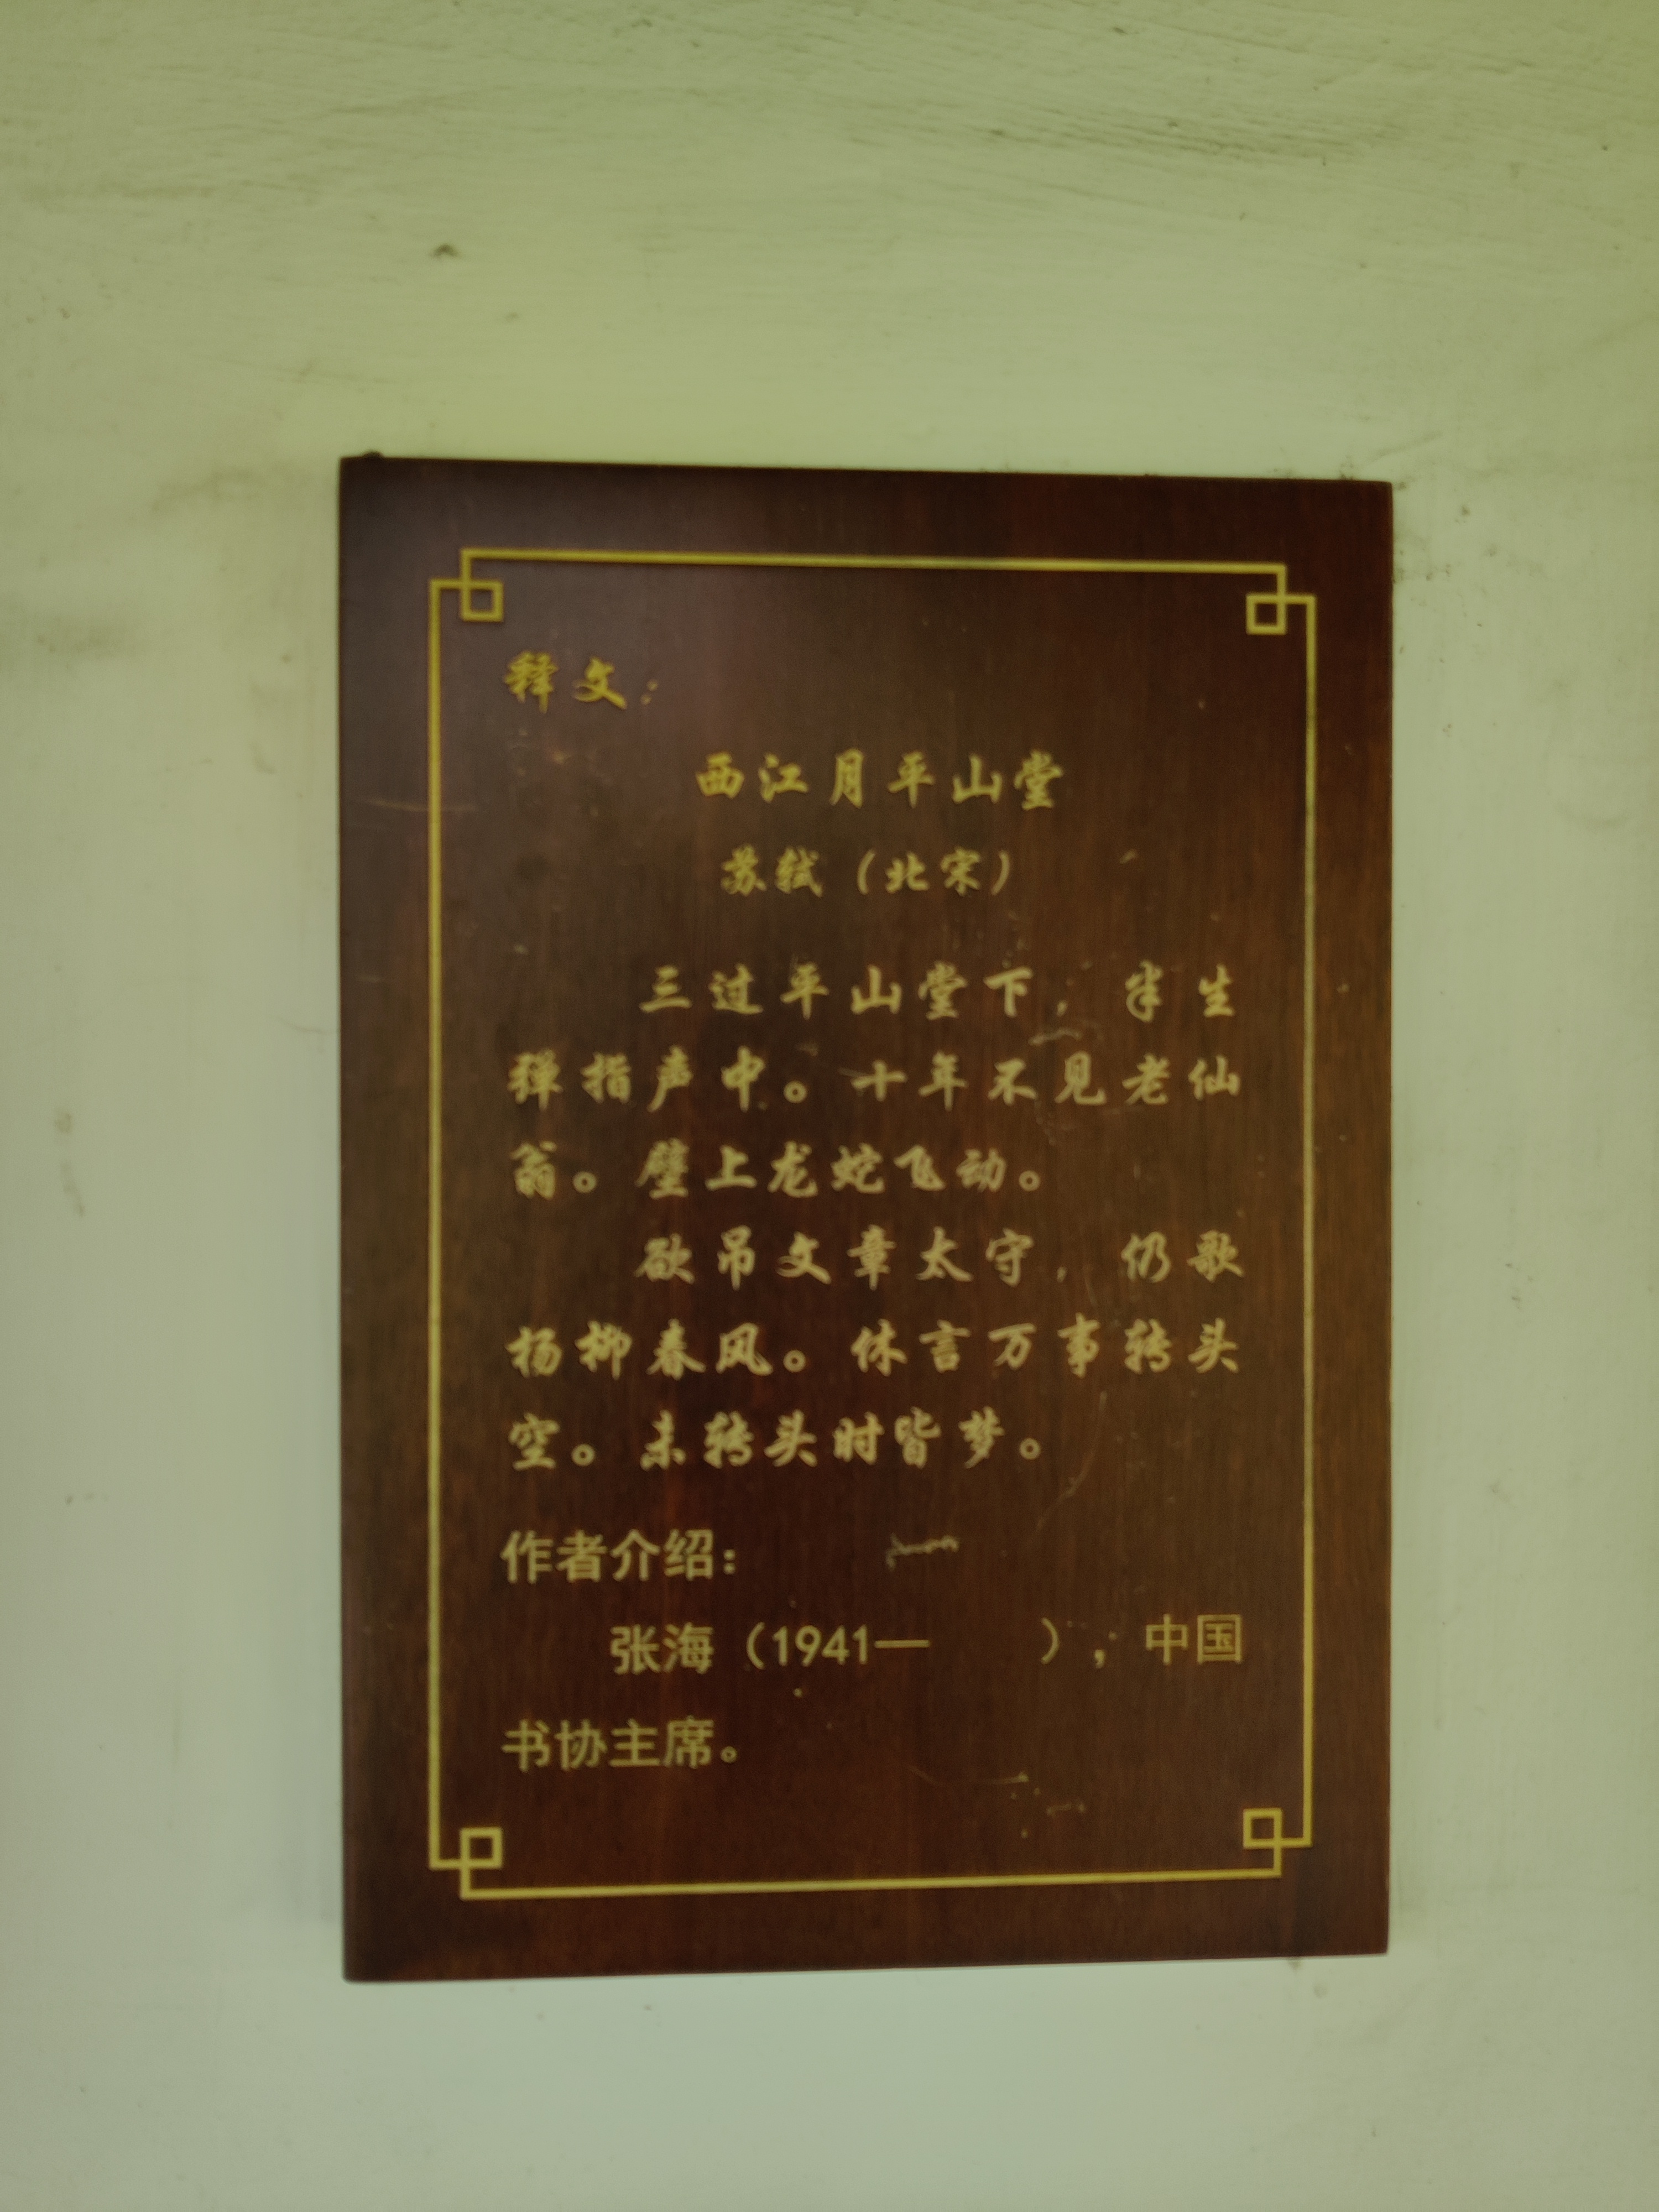 释文：
西江月平山堂
苏轼（北宋）
三过平山堂下，半生
弹指声中。十年不见老仙
翁。壁上龙蛇飞动。
欲吊文章太守，仍歌
杨柳春风。休言万事转头
空。未转头时皆梦。
作者介绍：
张海（1941—　　），中国
书协主席。